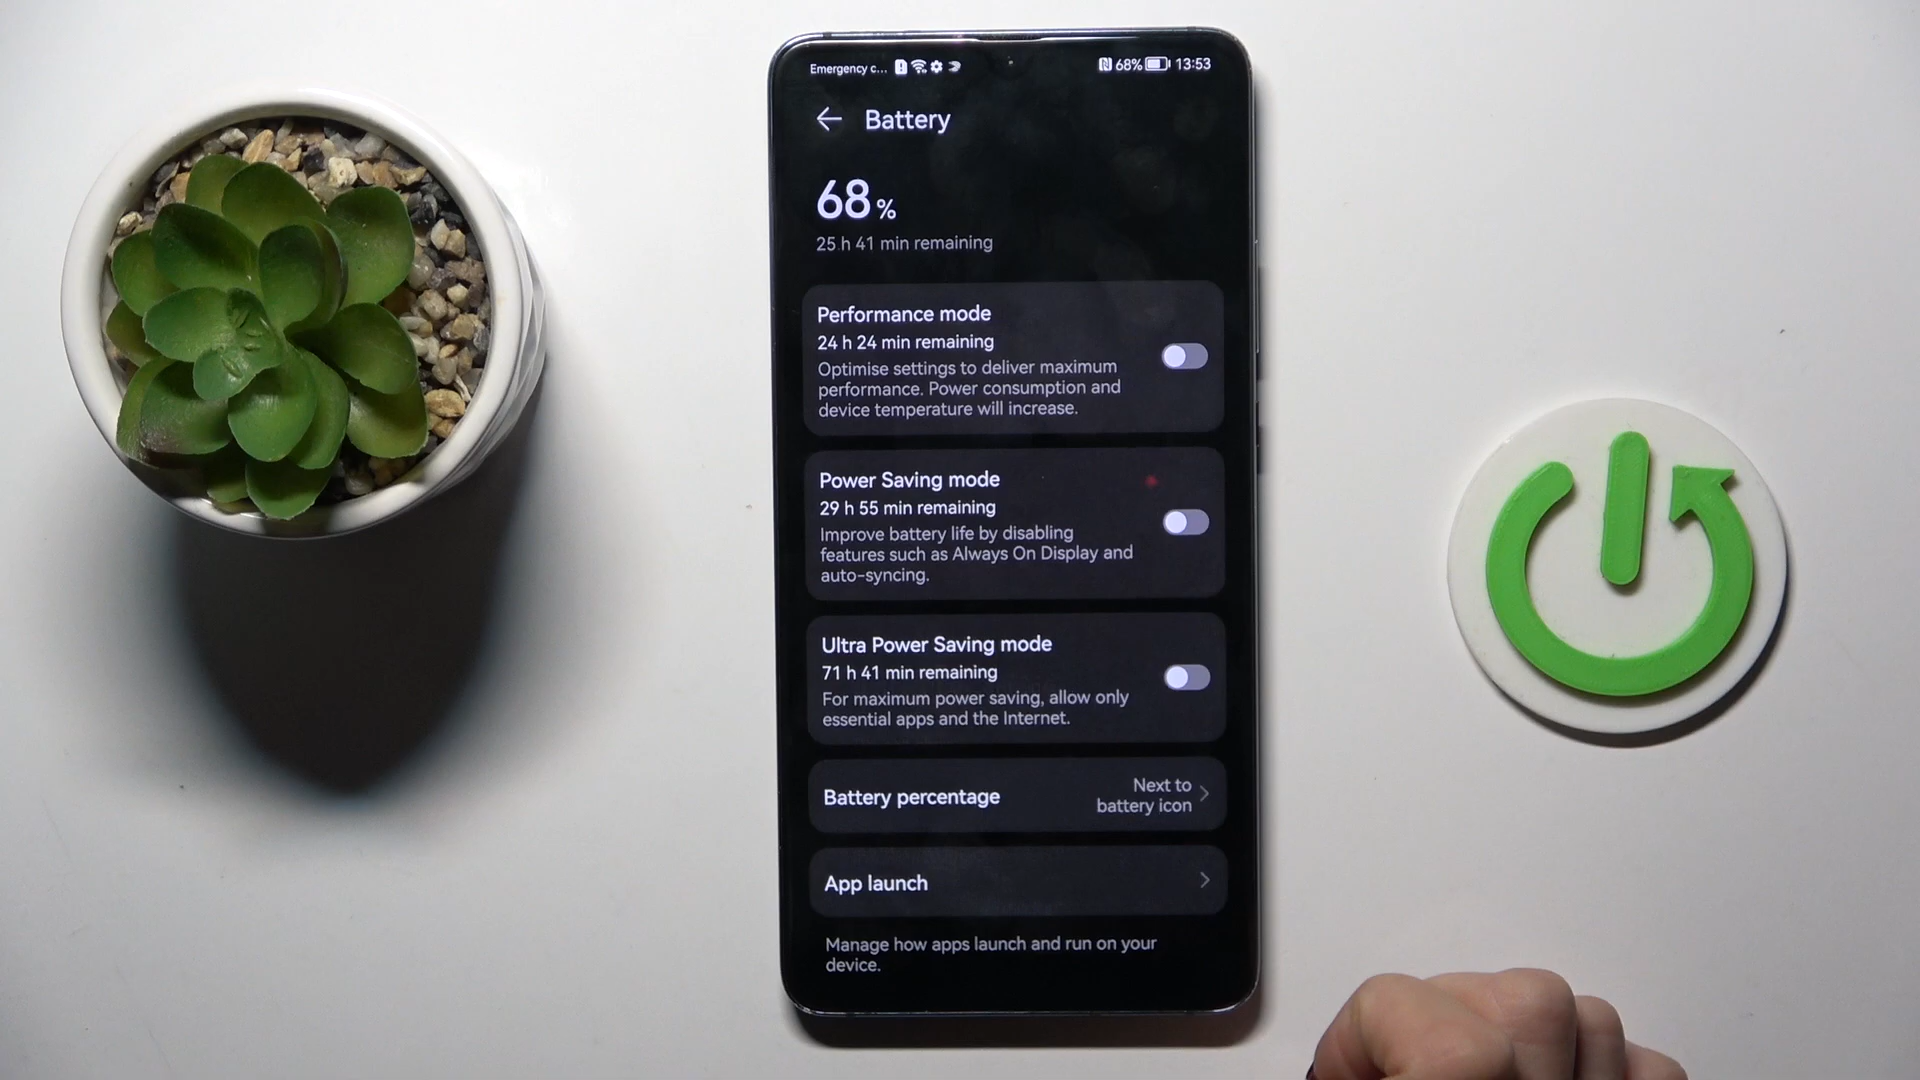 Emergency c... 68% 13:53
Battery
68 %
25 h 41 min remaining
Performance mode
24 h 24 min remaining
Optimise settings to deliver maximum
performance. Power consumption and
device temperature will increase.
Power Saving mode
29 h 55 min remaining
Improve battery life by disabling
features such as Always On Display and
auto-syncing.
Ultra Power Saving mode
71 h 41 min remaining
For maximum power saving, allow only
essential apps and the Internet.
Battery percentage
Next to
battery icon
App launch
Manage how apps launch and run on your
device.